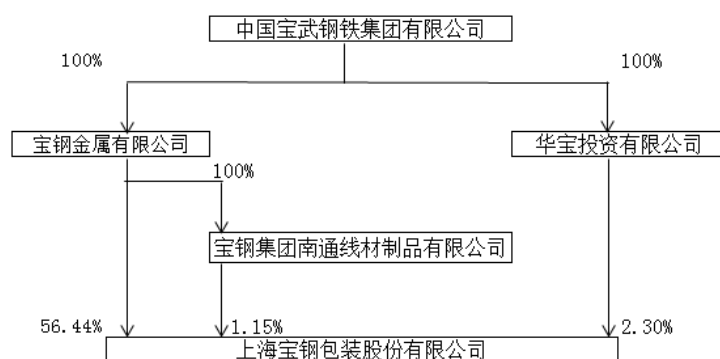 中国宝武钢铁集团有限公司
100%
100%
宝钢金属有限公司
华宝投资有限公司
100%
宝钢集团南通线材制品有限公司
56.44%
1.15%
2.30%
上海宝钢包装股份有限公司